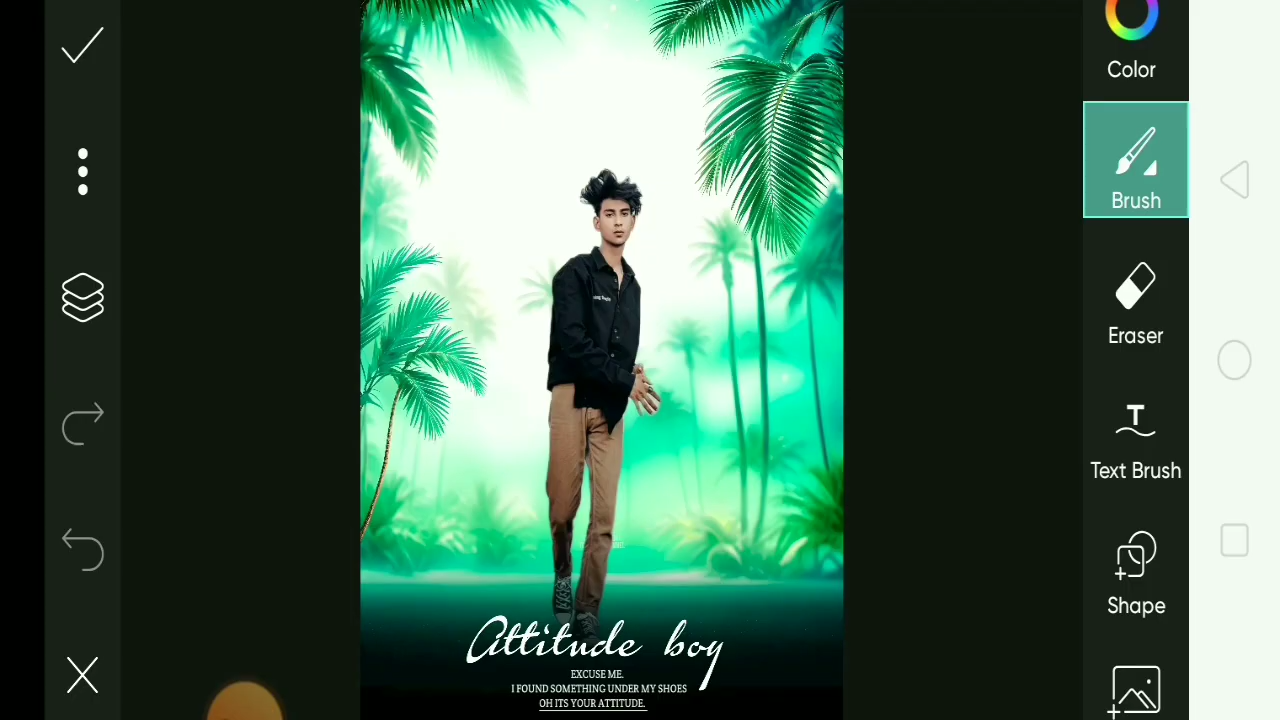 Color
Brush
Eraser
Text Brush
Shape
Attitude boy
EXCUSE ME.
I FOUND SOMETHING UNDER MY SHOES
OH ITS YOUR ATTITUDE.